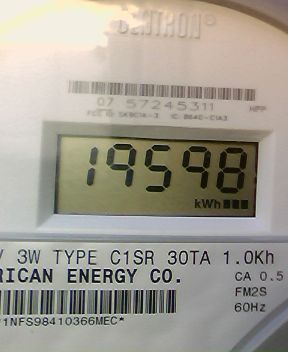 07 57245311
19598
kWh
3W TYPE C1SR 30TA 1.0Kh
RICAN ENERGY CO.
CA 0.5
FM2S
60Hz
1NFS98410366MEC*